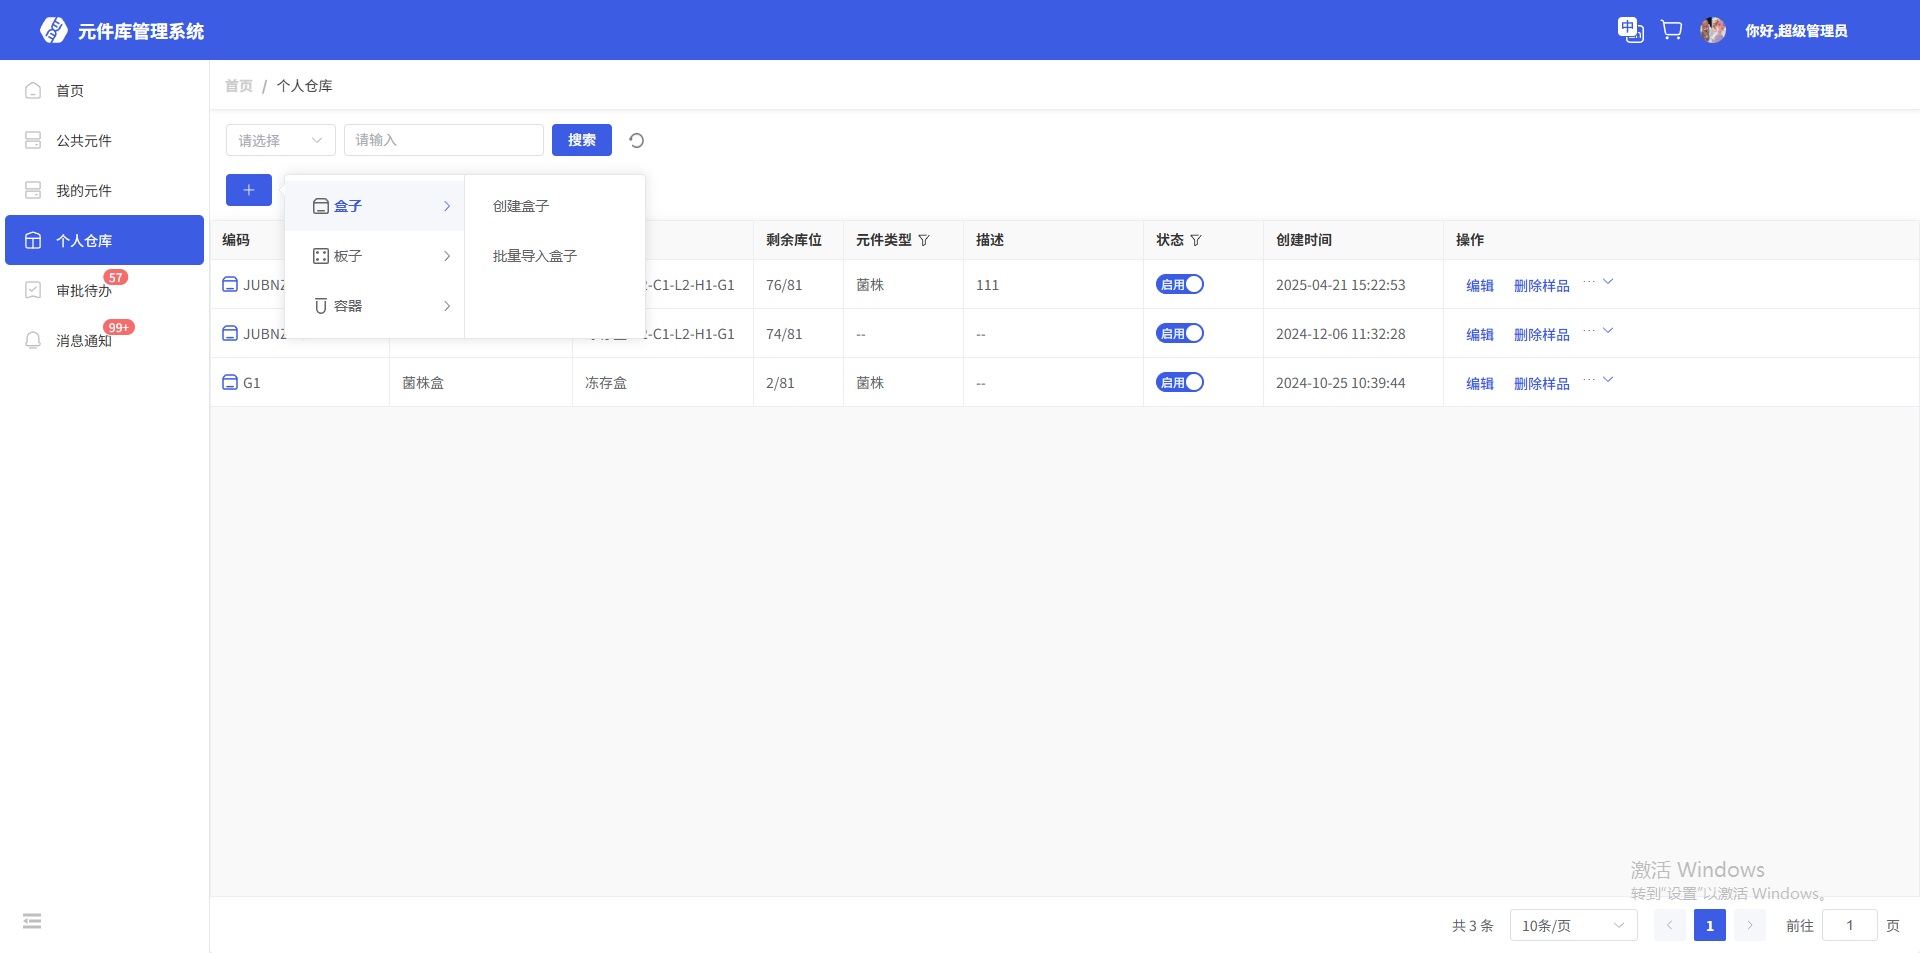 元件库管理系统
中
你好,超级管理员
首页
公共元件
我的元件
个人仓库
审批待办
57
消息通知
99+
首页 / 个人仓库
请选择
请输入
搜索
盒子
板子
容器
创建盒子
批量导入盒子
编码 剩余库位 元件类型 描述 状态 创建时间 操作
-C1-L2-H1-G1 76/81 菌株 111 启用 2025-04-21 15:22:53 编辑 删除样品 ...
-C1-L2-H1-G1 74/81 -- -- 启用 2024-12-06 11:32:28 编辑 删除样品 ...
G1 菌株盒 冻存盒 2/81 菌株 -- 启用 2024-10-25 10:39:44 编辑 删除样品 ...
激活 Windows
转到"设置"以激活 Windows。
共 3 条 10条/页 1 前往 1 页